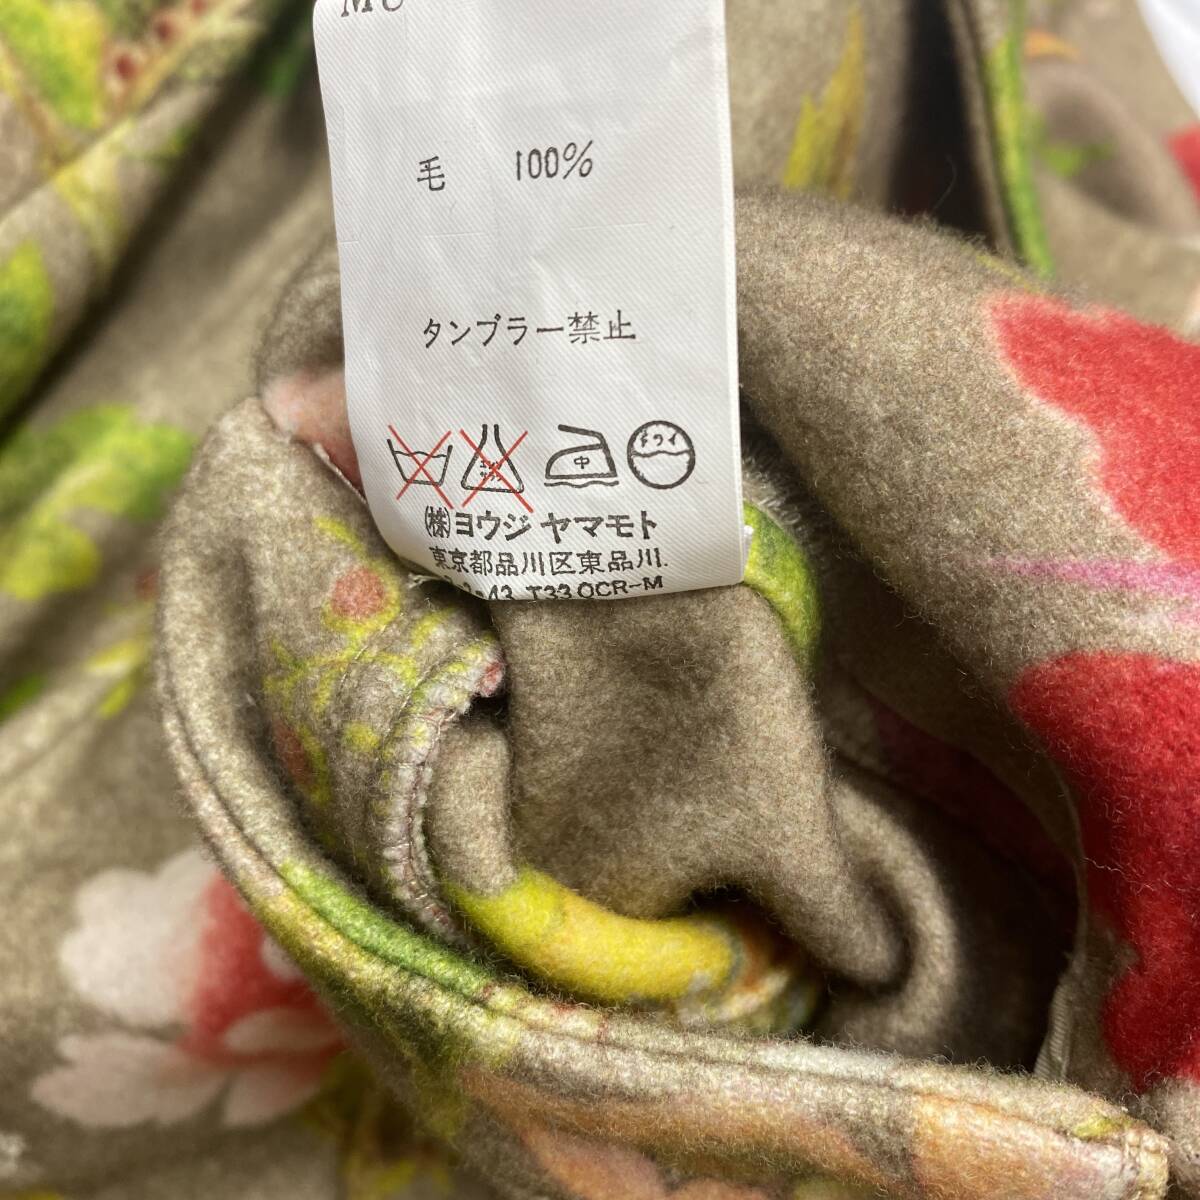 毛 100%
タンブラー禁止
中 ドライ
(株)ヨウジ ヤマモト
東京都品川区東品川
43 T33 OCR-M